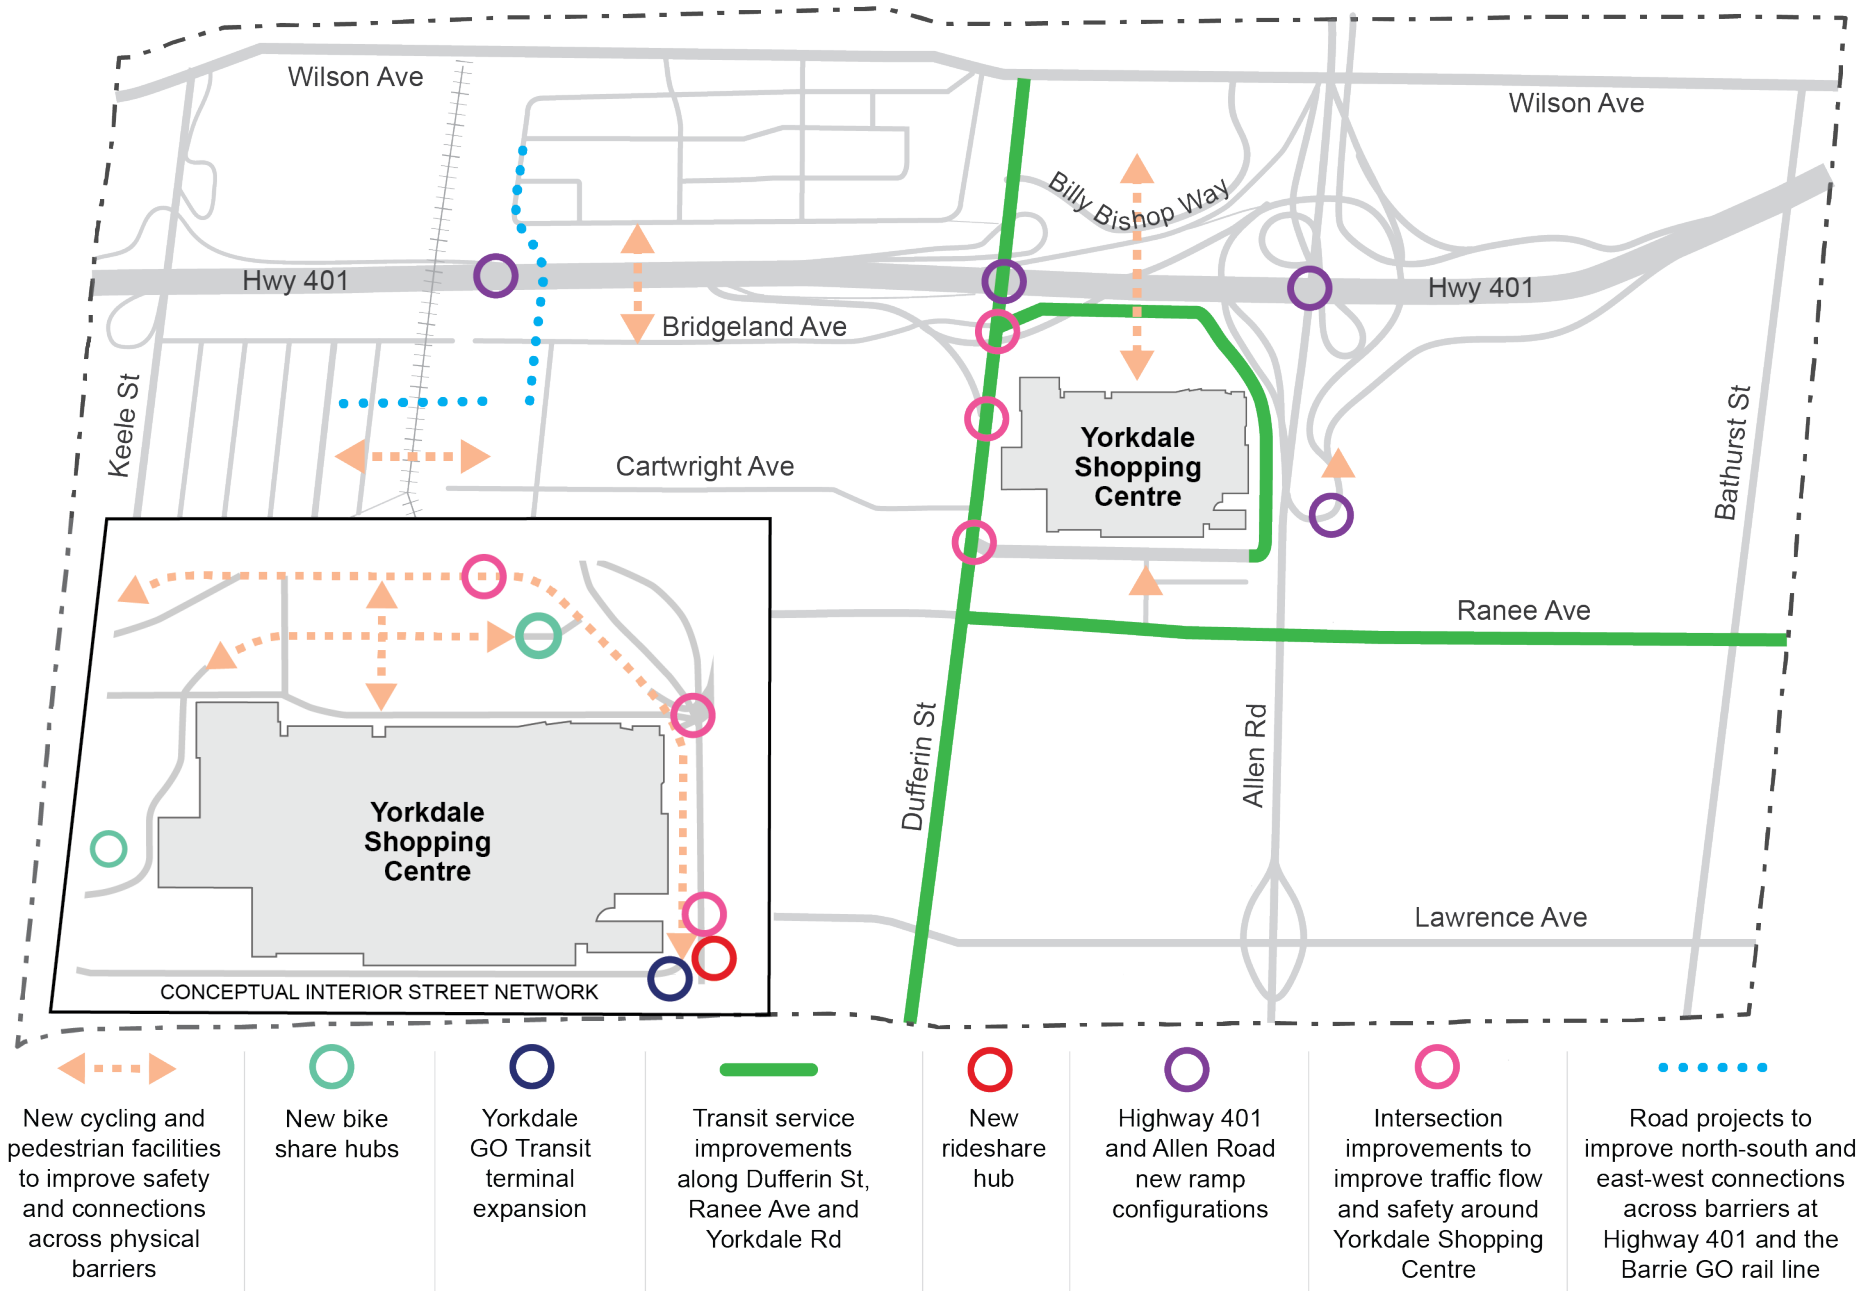 Wilson Ave
Wilson Ave
Billy Bishop Way
Hwy 401
Hwy 401
Bridgeland Ave
Keele St
Cartwright Ave
Yorkdale
Shopping
Centre
Bathurst St
Ranee Ave
Dufferin St
Allen Rd
Lawrence Ave
Yorkdale
Shopping
Centre
CONCEPTUAL INTERIOR STREET NETWORK
New cycling and
pedestrian facilities
to improve safety
and connections
across physical
barriers
New bike
share hubs
Yorkdale
GO Transit
terminal
expansion
Transit service
improvements
along Dufferin St,
Ranee Ave and
Yorkdale Rd
New
rideshare
hub
Highway 401
and Allen Road
new ramp
configurations
Intersection
improvements to
improve traffic flow
and safety around
Yorkdale Shopping
Centre
Road projects to
improve north-south and
east-west connections
across barriers at
Highway 401 and the
Barrie GO rail line